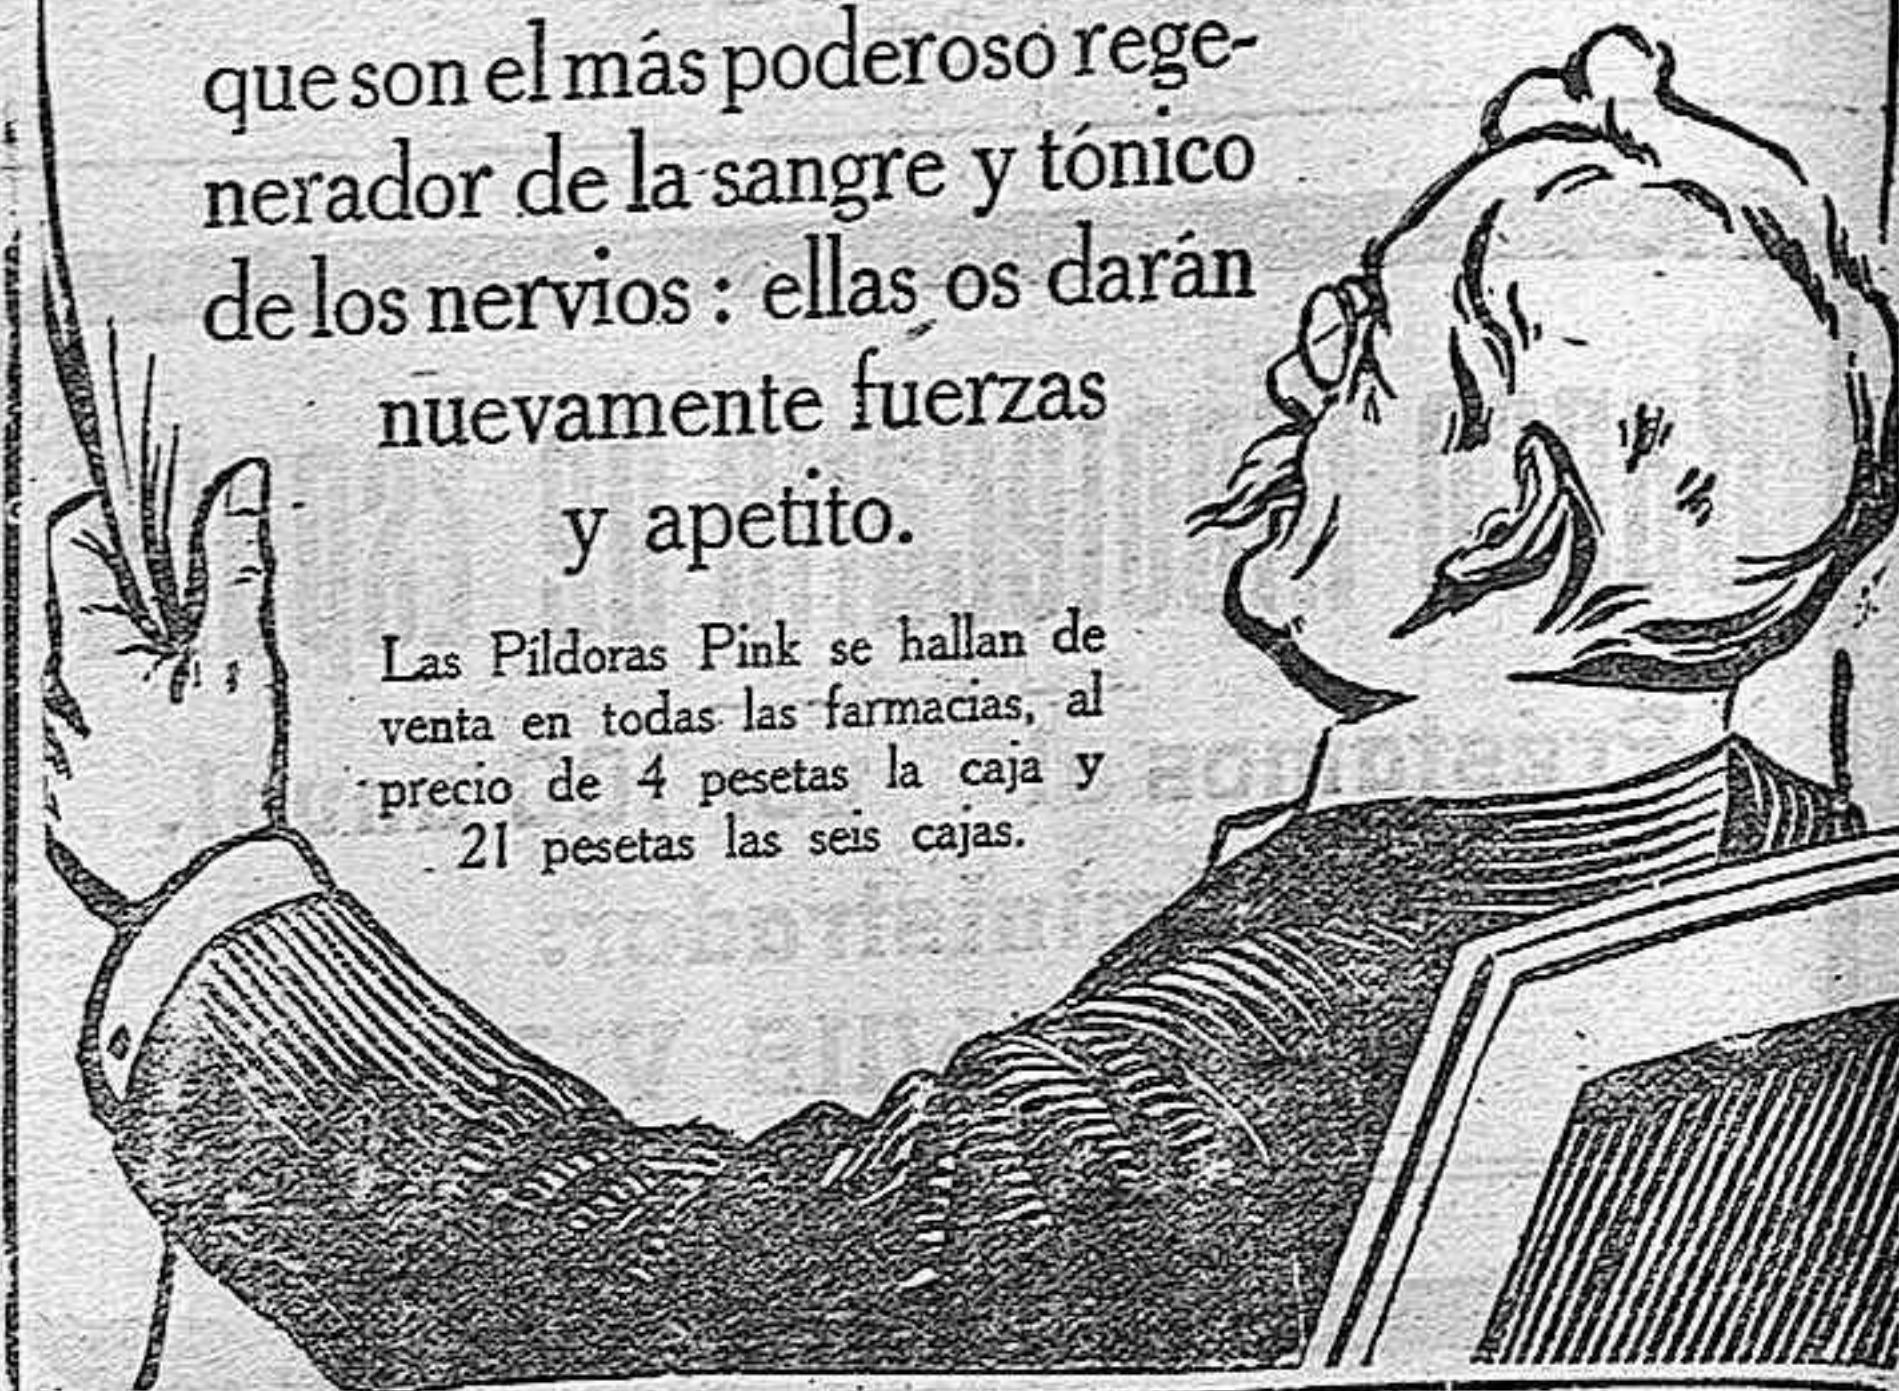 que son el más poderoso rege-
nerador de la sangre y tónico
de los nervios : ellas os darán
nuevamente fuerzas
y apetito.
Las Píldoras Pink se hallan de
venta en todas las farmacias, al
precio de 4 pesetas la caja y
21 pesetas las seis cajas.